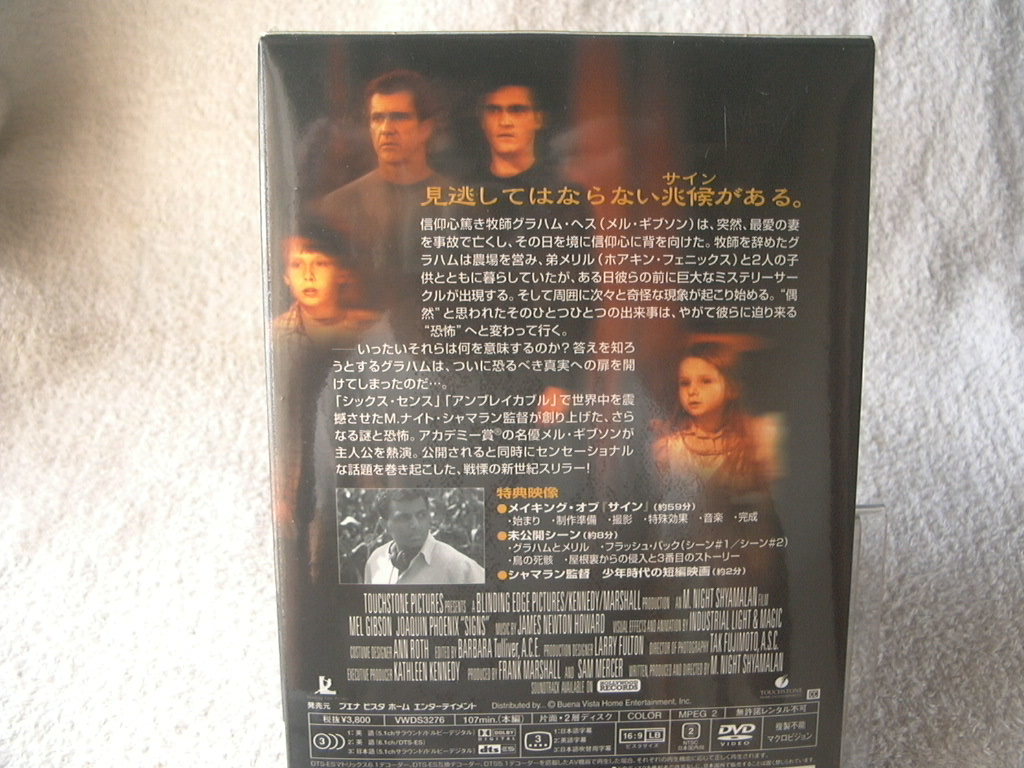 サイン
見逃してはならない兆候がある。
信仰心篤き牧師グラハム・ヘス(メル・ギブソン)は、突然、最愛の妻
を事故で亡くし、その日を境に信仰心に背を向けた。牧師を辞めたグ
ラハムは農場を営み、弟メリル(ホアキン・フェニックス)と2人の子
供とともに暮らしていたが、ある日彼らの前に巨大なミステリーサー
クルが出現する。そして周囲に次々と奇怪な現象が起こり始める。“偶
然”と思われたそのひとつひとつの出来事は、やがて彼らに迫り来る
“恐怖”へと変わって行く。
――いったいそれらは何を意味するのか?答えを知ろ
うとするグラハムは、ついに恐るべき真実への扉を開
けてしまったのだ…。
「シックス・センス」「アンブレイカブル」で世界中を震
撼させたM.ナイト・シャマラン監督が創り上げた、さら
なる謎と恐怖。アカデミー賞®の名優メル・ギブソンが
主人公を熱演。公開されると同時にセンセーショナル
な話題を巻き起こした、戦慄の新世紀スリラー!
特典映像
●メイキング・オブ「サイン」(約59分)
・始まり ・制作準備 ・撮影 ・特殊効果 ・音楽 ・完成
●未公開シーン(約8分)
・グラハムとメリル ・フラッシュ・バック(シーン#1/シーン#2)
・鳥の死骸 ・屋根裏からの侵入と3番目のストーリー
●シャマラン監督 少年時代の短編映画(約2分)
TOUCHSTONE PICTURES PRESENTS A BLINDING EDGE PICTURES/KENNEDY/MARSHALL PRODUCTION AN M. NIGHT SHYAMALAN FILM
MEL GIBSON JOAQUIN PHOENIX "SIGNS" MUSIC BY JAMES NEWTON HOWARD VISUAL EFFECTS AND ANIMATION BY INDUSTRIAL LIGHT & MAGIC
COSTUME DESIGNER ANN ROTH EDITED BY BARBARA Tulliver, A.C.E. PRODUCTION DESIGNER LARRY FULTON DIRECTOR OF PHOTOGRAPHY TAK FUJIMOTO, A.S.C.
EXECUTIVE PRODUCER KATHLEEN KENNEDY PRODUCED BY FRANK MARSHALL AND SAM MERCER WRITTEN, PRODUCED AND DIRECTED BY M. NIGHT SHYAMALAN
SOUNDTRACK AVAILABLE ON HOLLYWOOD RECORDS
TOUCHSTONE
発売元 ブエナ ビスタ ホーム エンターテイメント Distributed by. © Buena Vista Home Entertainment, Inc.
税抜¥3,800 VWDS3276 107min.(本編) 片面・2層ディスク COLOR MPEG 2 無許諾レンタル不可
3 1:英 語(5.1chサラウンド/ドルビーデジタル)
2:英 語(6.1ch/DTS-ES)
3:日本語(5.1chサラウンド/ドルビーデジタル)
DOLBY DIGITAL
dts ES
3 1:日本語字幕
2:英語字幕
3:日本語吹替用字幕
16:9 LB
ビスタサイズ
2 NTSC 日本国内向
DVD VIDEO
複製不能
マクロビジョン